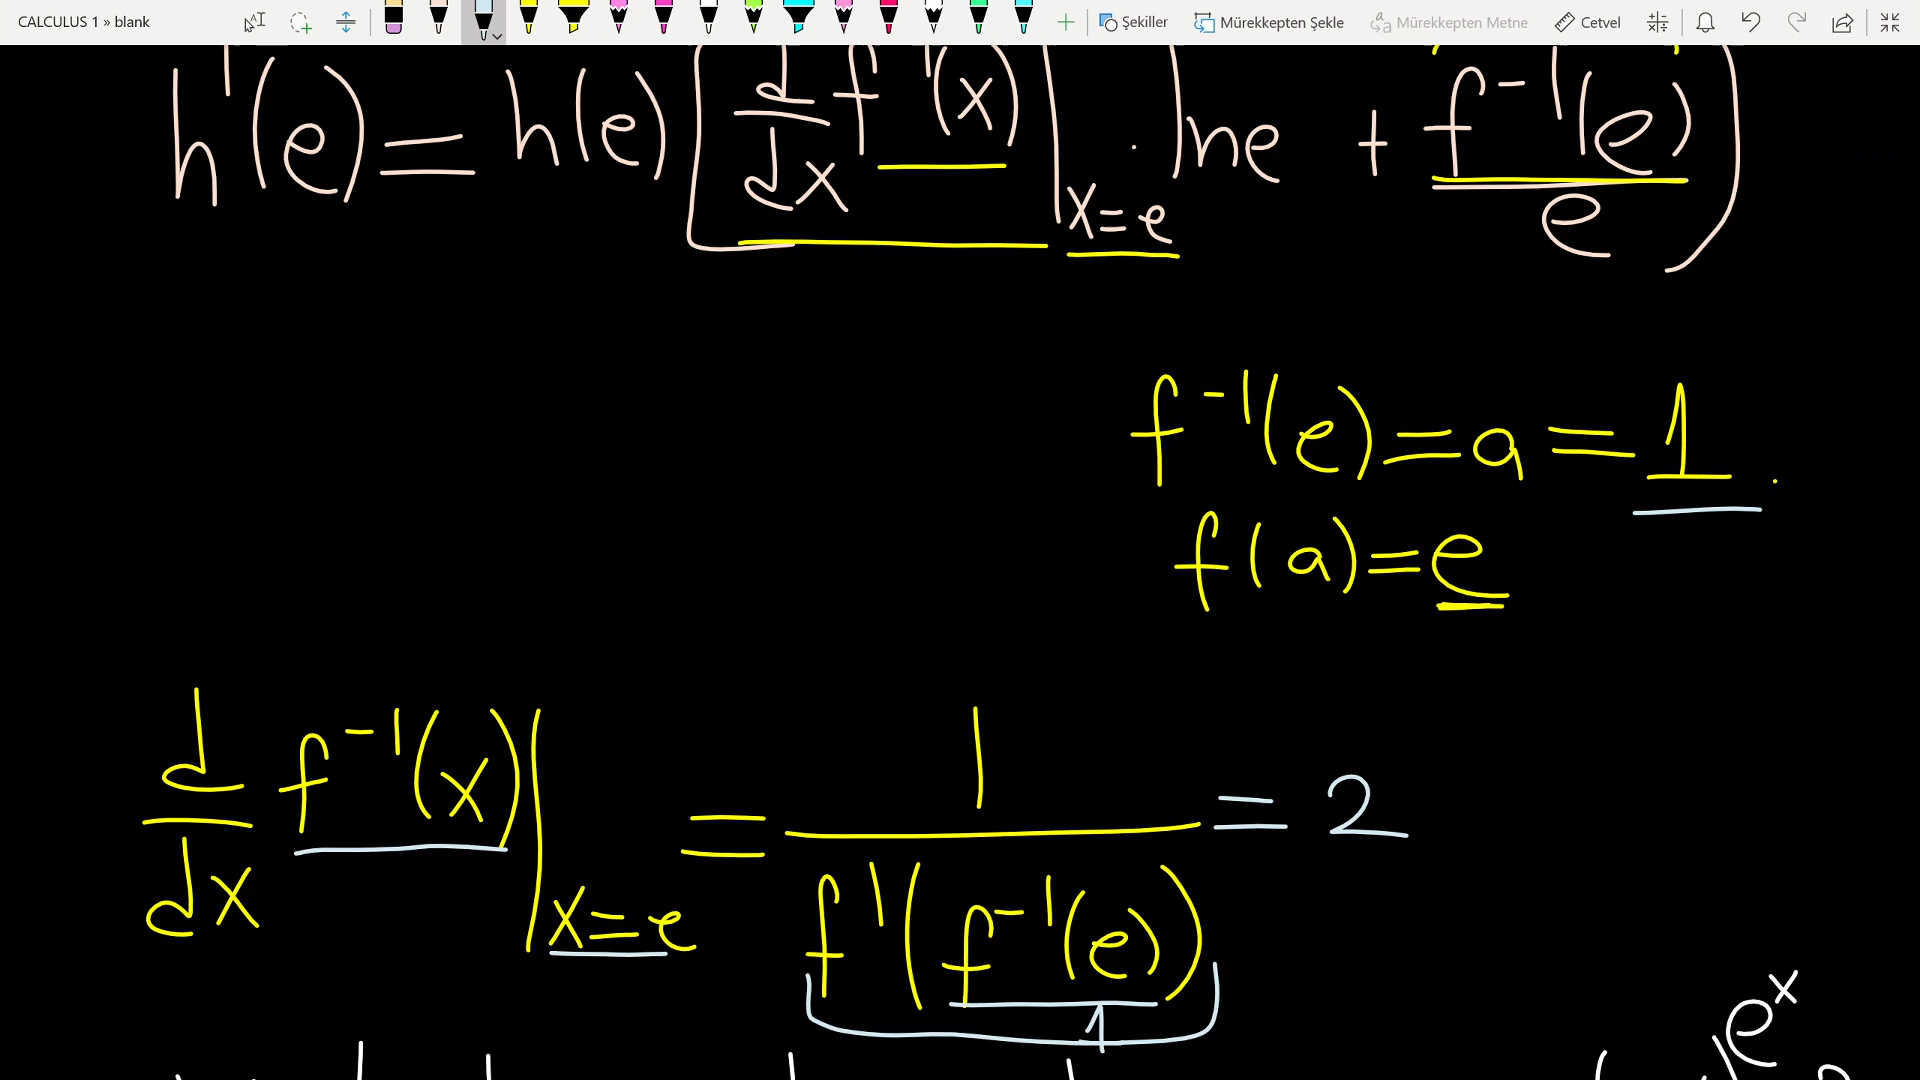 CALCULUS 1 » blank
Şekiller
Mürekkepten Şekle
Mürekkepten Metne
Cetvel
h'(e) = h(e) [d/dx f⁻¹(x)|x=e · lne + f⁻¹(e)/e)
f⁻¹(e) = a = 1 .
f(a) = e
d/dx f⁻¹(x)|x=e = 1/f'(f⁻¹(e)) = 2
1
eˣ